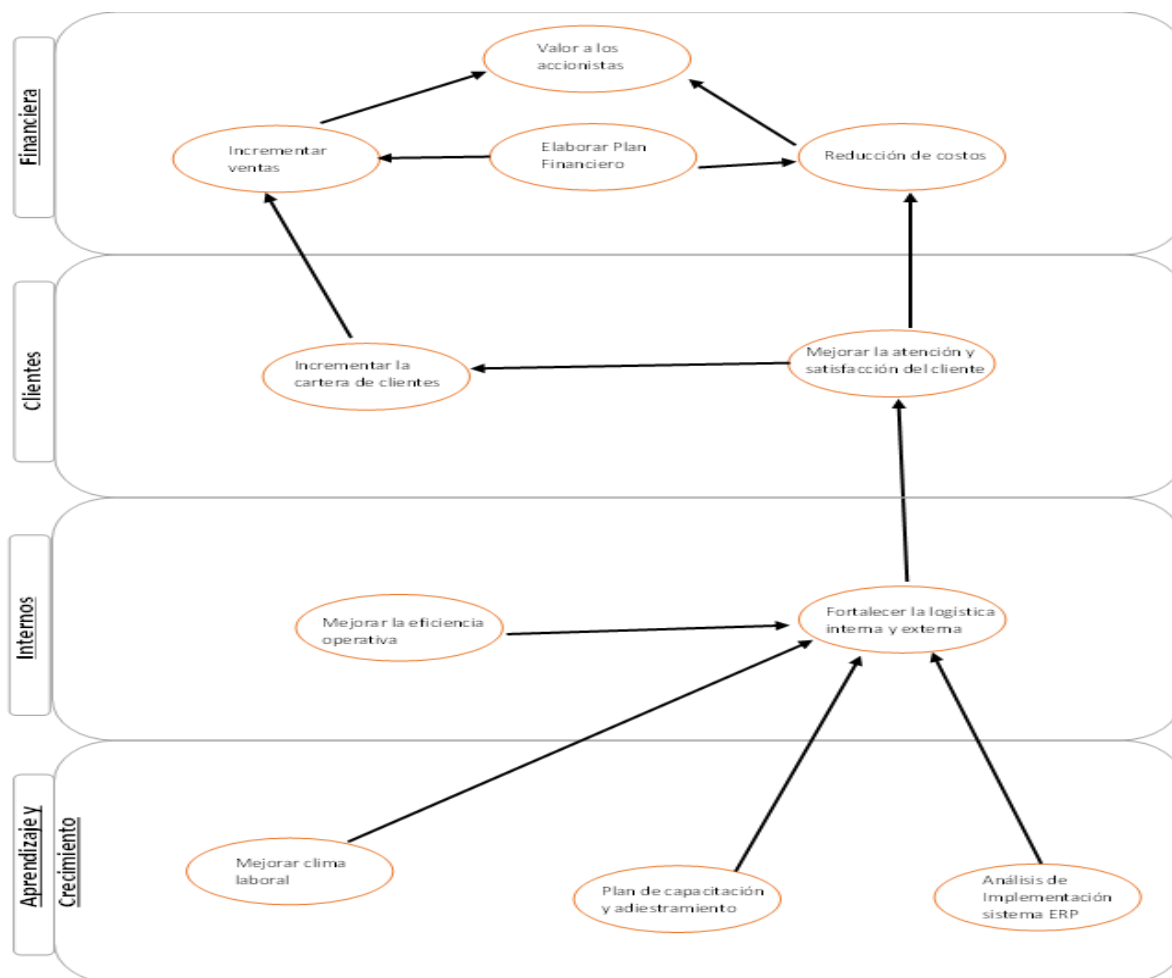 Financiera
Valor a los
accionistas
Incrementar
ventas
Elaborar Plan
Financiero
Reducción de costos
Clientes
Incrementar la
cartera de clientes
Mejorar la atención y
satisfacción del cliente
Internos
Mejorar la eficiencia
operativa
Fortalecer la logística
interna y externa
Aprendizaje y
Crecimiento
Mejorar clima
laboral
Plan de capacitación
y adiestramiento
Análisis de
Implementación
sistema ERP